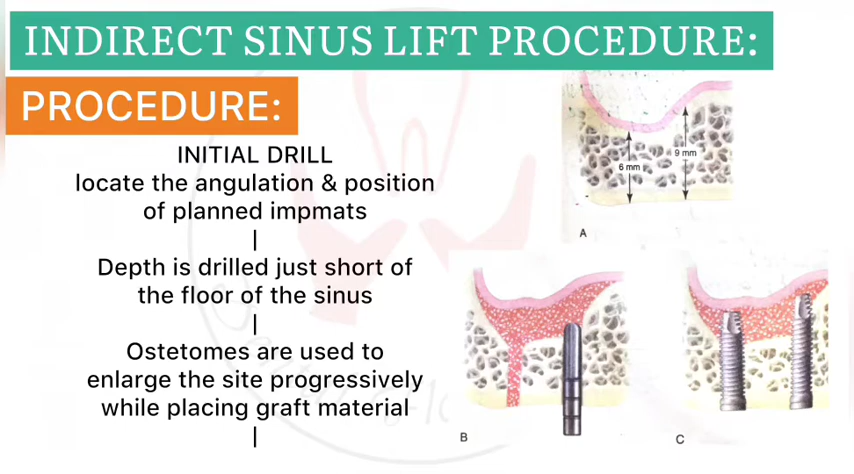 INDIRECT SINUS LIFT PROCEDURE:
PROCEDURE:
INITIAL DRILL
locate the angulation & position
of planned impmats
Depth is drilled just short of
the floor of the sinus
Ostetomes are used to
enlarge the site progressively
while placing graft material
6 mm
9 mm
A
B
C